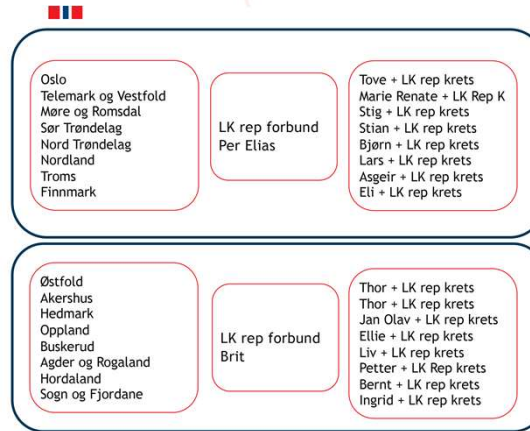 Oslo
Telemark og Vestfold
Møre og Romsdal
Sør Trøndelag
Nord Trøndelag
Nordland
Troms
Finnmark
LK rep forbund
Per Elias
Tove + LK rep krets
Marie Renate + LK Rep K
Stig + LK rep krets
Stian + LK rep krets
Bjørn + LK rep krets
Lars + LK rep krets
Asgeir + LK rep krets
Eli + LK rep krets
Østfold
Akershus
Hedmark
Oppland
Buskerud
Agder og Rogaland
Hordaland
Sogn og Fjordane
LK rep forbund
Brit
Thor + LK rep krets
Thor + LK rep krets
Jan Olav + LK rep krets
Ellie + LK rep krets
Liv + LK rep krets
Petter + LK Rep krets
Bernt + LK rep krets
Ingrid + LK rep krets